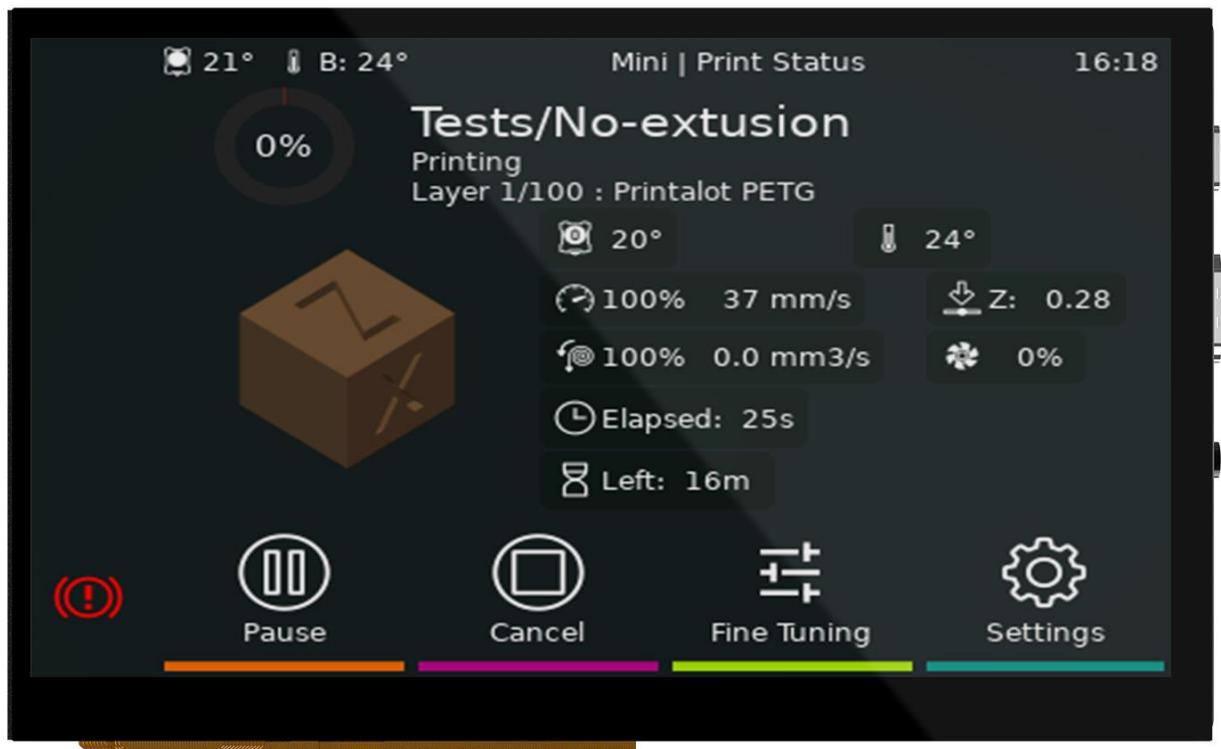 21° B: 24° Mini | Print Status 16:18
0%
Tests/No-extusion
Printing
Layer 1/100 : Printalot PETG
20° 24°
100% 37 mm/s Z: 0.28
100% 0.0 mm3/s 0%
Elapsed: 25s
Left: 16m
Z
X
Pause Cancel Fine Tuning Settings